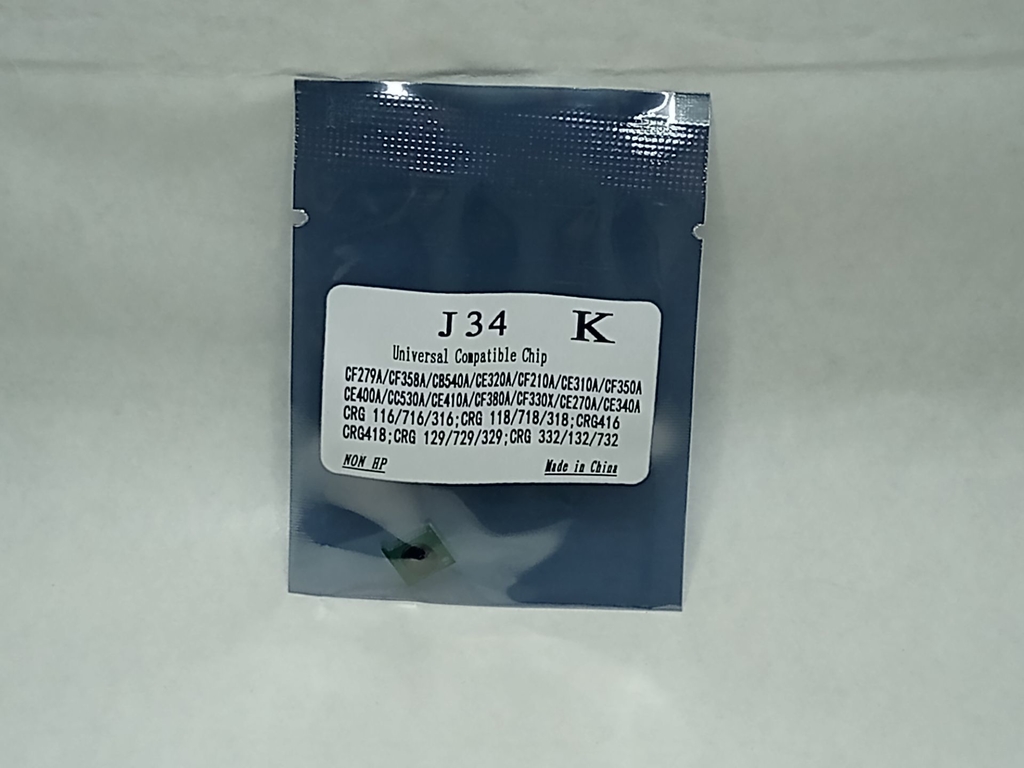 J34 K
Universal Compatible Chip
CF279A/CF358A/CB540A/CE320A/CF210A/CE310A/CF350A
CE400A/CC530A/CE410A/CF380A/CF330X/CE270A/CE340A
CRG 116/716/316;CRG 118/718/318;CRG416
CRG418;CRG 129/729/329;CRG 332/132/732
NON HP Made in China